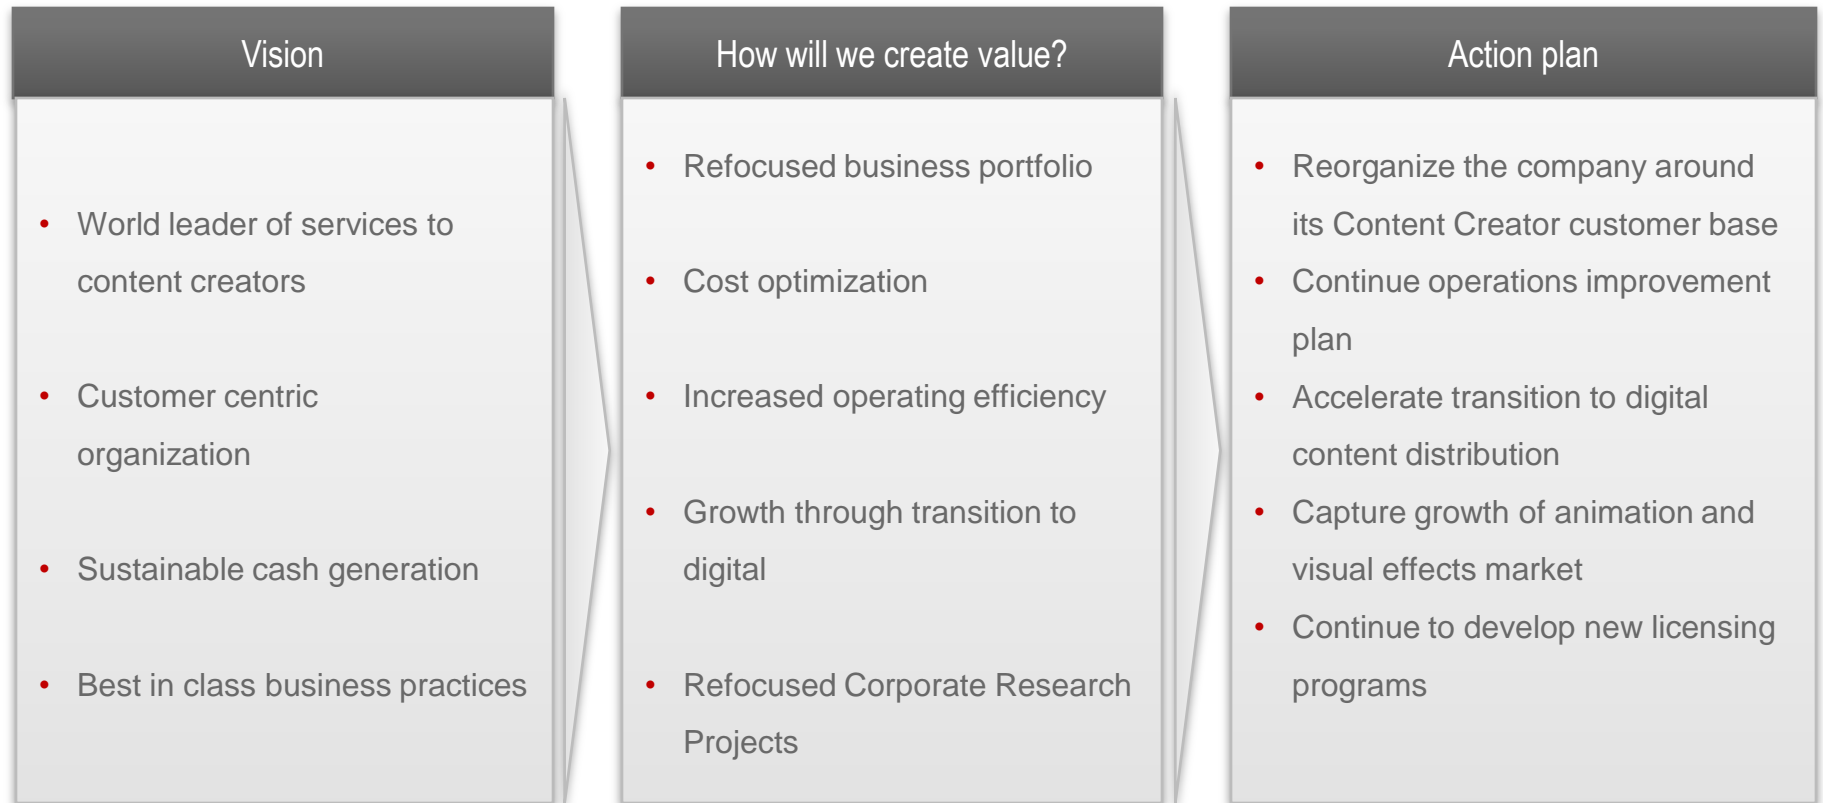 Vision
• World leader of services to
content creators
• Customer centric
organization
• Sustainable cash generation
• Best in class business practices
How will we create value?
• Refocused business portfolio
• Cost optimization
• Increased operating efficiency
• Growth through transition to
digital
• Refocused Corporate Research
Projects
Action plan
• Reorganize the company around
its Content Creator customer base
• Continue operations improvement
plan
• Accelerate transition to digital
content distribution
• Capture growth of animation and
visual effects market
• Continue to develop new licensing
programs